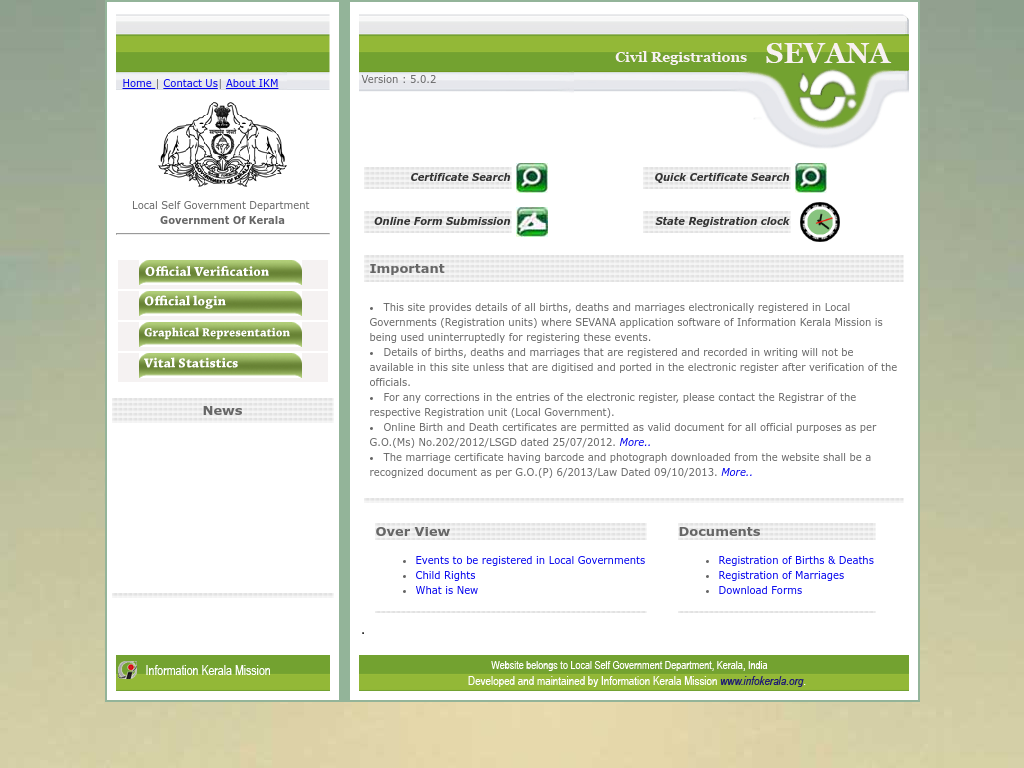 Home | Contact Us| About IKM
Local Self Government Department
Government Of Kerala
Official Verification
Official login
Graphical Representation
Vital Statistics
News
Information Kerala Mission
Civil Registrations SEVANA
Version : 5.0.2
Certificate Search
Quick Certificate Search
Online Form Submission
State Registration clock
Important
• This site provides details of all births, deaths and marriages electronically registered in Local
Governments (Registration units) where SEVANA application software of Information Kerala Mission is
being used uninterruptedly for registering these events.
• Details of births, deaths and marriages that are registered and recorded in writing will not be
available in this site unless that are digitised and ported in the electronic register after verification of the
officials.
• For any corrections in the entries of the electronic register, please contact the Registrar of the
respective Registration unit (Local Government).
• Online Birth and Death certificates are permitted as valid document for all official purposes as per
G.O.(Ms) No.202/2012/LSGD dated 25/07/2012. More..
• The marriage certificate having barcode and photograph downloaded from the website shall be a
recognized document as per G.O.(P) 6/2013/Law Dated 09/10/2013. More..
Over View
• Events to be registered in Local Governments
• Child Rights
• What is New
Documents
• Registration of Births & Deaths
• Registration of Marriages
• Download Forms
.
Website belongs to Local Self Government Department, Kerala, India
Developed and maintained by Information Kerala Mission www.infokerala.org.